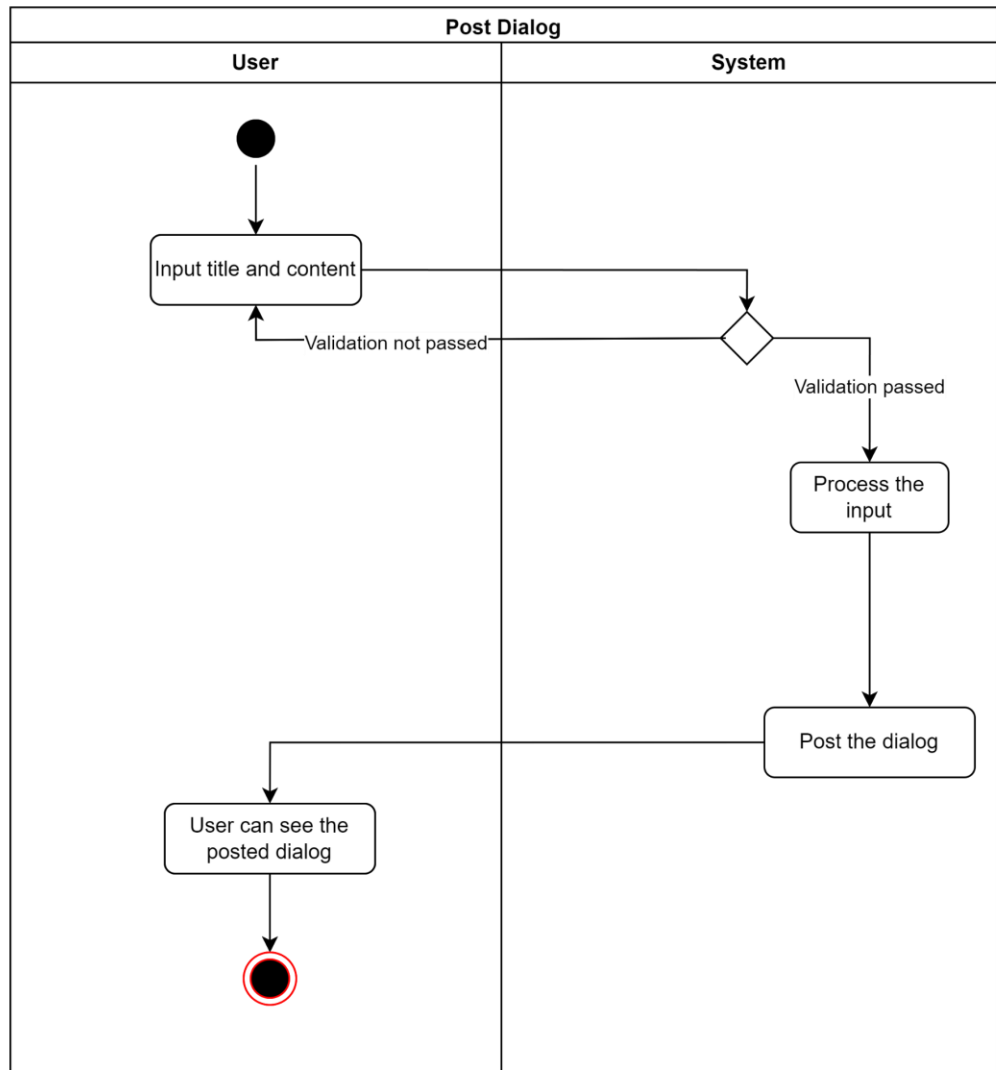 Post Dialog
User
System
Input title and content
Validation not passed
Validation passed
Process the
input
Post the dialog
User can see the
posted dialog